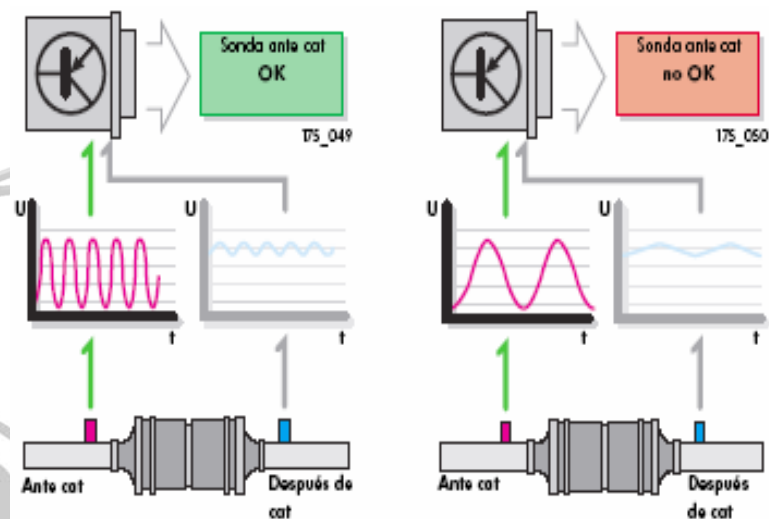 Sonda ante cat
OK
175_049
U
t
U
t
Ante cat
Después de
cat
Sonda ante cat
no OK
175_050
U
t
U
t
Ante cat
Después
de cat